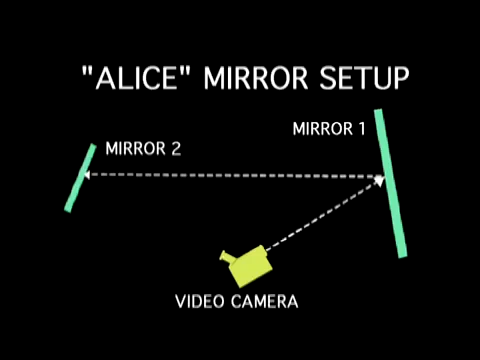 "ALICE" MIRROR SETUP
MIRROR 1
MIRROR 2
VIDEO CAMERA